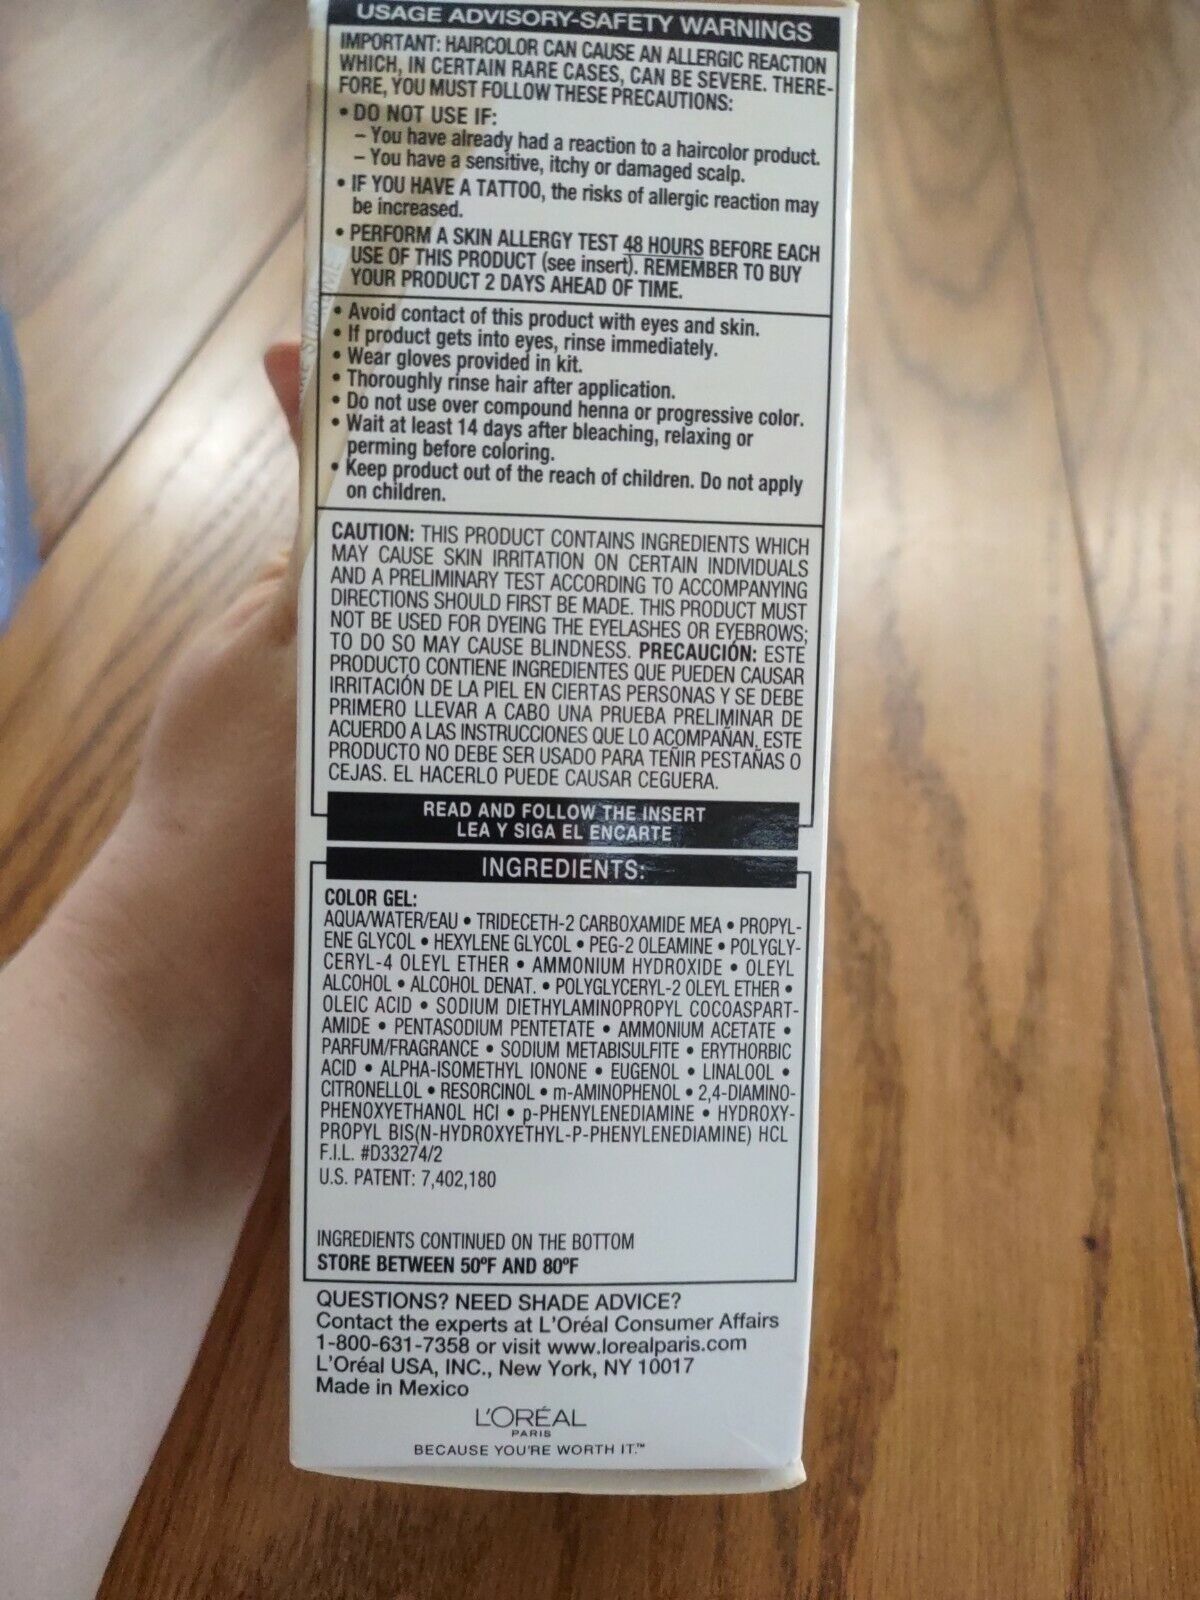 USAGE ADVISORY-SAFETY WARNINGS
IMPORTANT: HAIRCOLOR CAN CAUSE AN ALLERGIC REACTION
WHICH, IN CERTAIN RARE CASES, CAN BE SEVERE. THERE-
FORE, YOU MUST FOLLOW THESE PRECAUTIONS:
• DO NOT USE IF:
– You have already had a reaction to a haircolor product.
– You have a sensitive, itchy or damaged scalp.
• IF YOU HAVE A TATTOO, the risks of allergic reaction may
be increased.
• PERFORM A SKIN ALLERGY TEST 48 HOURS BEFORE EACH
USE OF THIS PRODUCT (see insert). REMEMBER TO BUY
YOUR PRODUCT 2 DAYS AHEAD OF TIME.
• Avoid contact of this product with eyes and skin.
• If product gets into eyes, rinse immediately.
• Wear gloves provided in kit.
• Thoroughly rinse hair after application.
• Do not use over compound henna or progressive color.
• Wait at least 14 days after bleaching, relaxing or
perming before coloring.
• Keep product out of the reach of children. Do not apply
on children.
CAUTION: THIS PRODUCT CONTAINS INGREDIENTS WHICH
MAY CAUSE SKIN IRRITATION ON CERTAIN INDIVIDUALS
AND A PRELIMINARY TEST ACCORDING TO ACCOMPANYING
DIRECTIONS SHOULD FIRST BE MADE. THIS PRODUCT MUST
NOT BE USED FOR DYEING THE EYELASHES OR EYEBROWS;
TO DO SO MAY CAUSE BLINDNESS. PRECAUCIÓN: ESTE
PRODUCTO CONTIENE INGREDIENTES QUE PUEDEN CAUSAR
IRRITACIÓN DE LA PIEL EN CIERTAS PERSONAS Y SE DEBE
PRIMERO LLEVAR A CABO UNA PRUEBA PRELIMINAR DE
ACUERDO A LAS INSTRUCCIONES QUE LO ACOMPAÑAN. ESTE
PRODUCTO NO DEBE SER USADO PARA TEÑIR PESTAÑAS O
CEJAS. EL HACERLO PUEDE CAUSAR CEGUERA.
READ AND FOLLOW THE INSERT
LEA Y SIGA EL ENCARTE
INGREDIENTS:
COLOR GEL:
AQUA/WATER/EAU • TRIDECETH-2 CARBOXAMIDE MEA • PROPYL-
ENE GLYCOL • HEXYLENE GLYCOL • PEG-2 OLEAMINE • POLYGLY-
CERYL-4 OLEYL ETHER • AMMONIUM HYDROXIDE • OLEYL
ALCOHOL • ALCOHOL DENAT. • POLYGLYCERYL-2 OLEYL ETHER •
OLEIC ACID • SODIUM DIETHYLAMINOPROPYL COCOASPART-
AMIDE • PENTASODIUM PENTETATE • AMMONIUM ACETATE •
PARFUM/FRAGRANCE • SODIUM METABISULFITE • ERYTHORBIC
ACID • ALPHA-ISOMETHYL IONONE • EUGENOL • LINALOOL •
CITRONELLOL • RESORCINOL • m-AMINOPHENOL • 2,4-DIAMINO-
PHENOXYETHANOL HCl • p-PHENYLENEDIAMINE • HYDROXY-
PROPYL BIS(N-HYDROXYETHYL-P-PHENYLENEDIAMINE) HCL
F.I.L. #D33274/2
U.S. PATENT: 7,402,180
INGREDIENTS CONTINUED ON THE BOTTOM
STORE BETWEEN 50ºF AND 80ºF
QUESTIONS? NEED SHADE ADVICE?
Contact the experts at L'Oréal Consumer Affairs
1-800-631-7358 or visit www.lorealparis.com
L'Oréal USA, INC., New York, NY 10017
Made in Mexico
L'ORÉAL
PARIS
BECAUSE YOU'RE WORTH IT.™